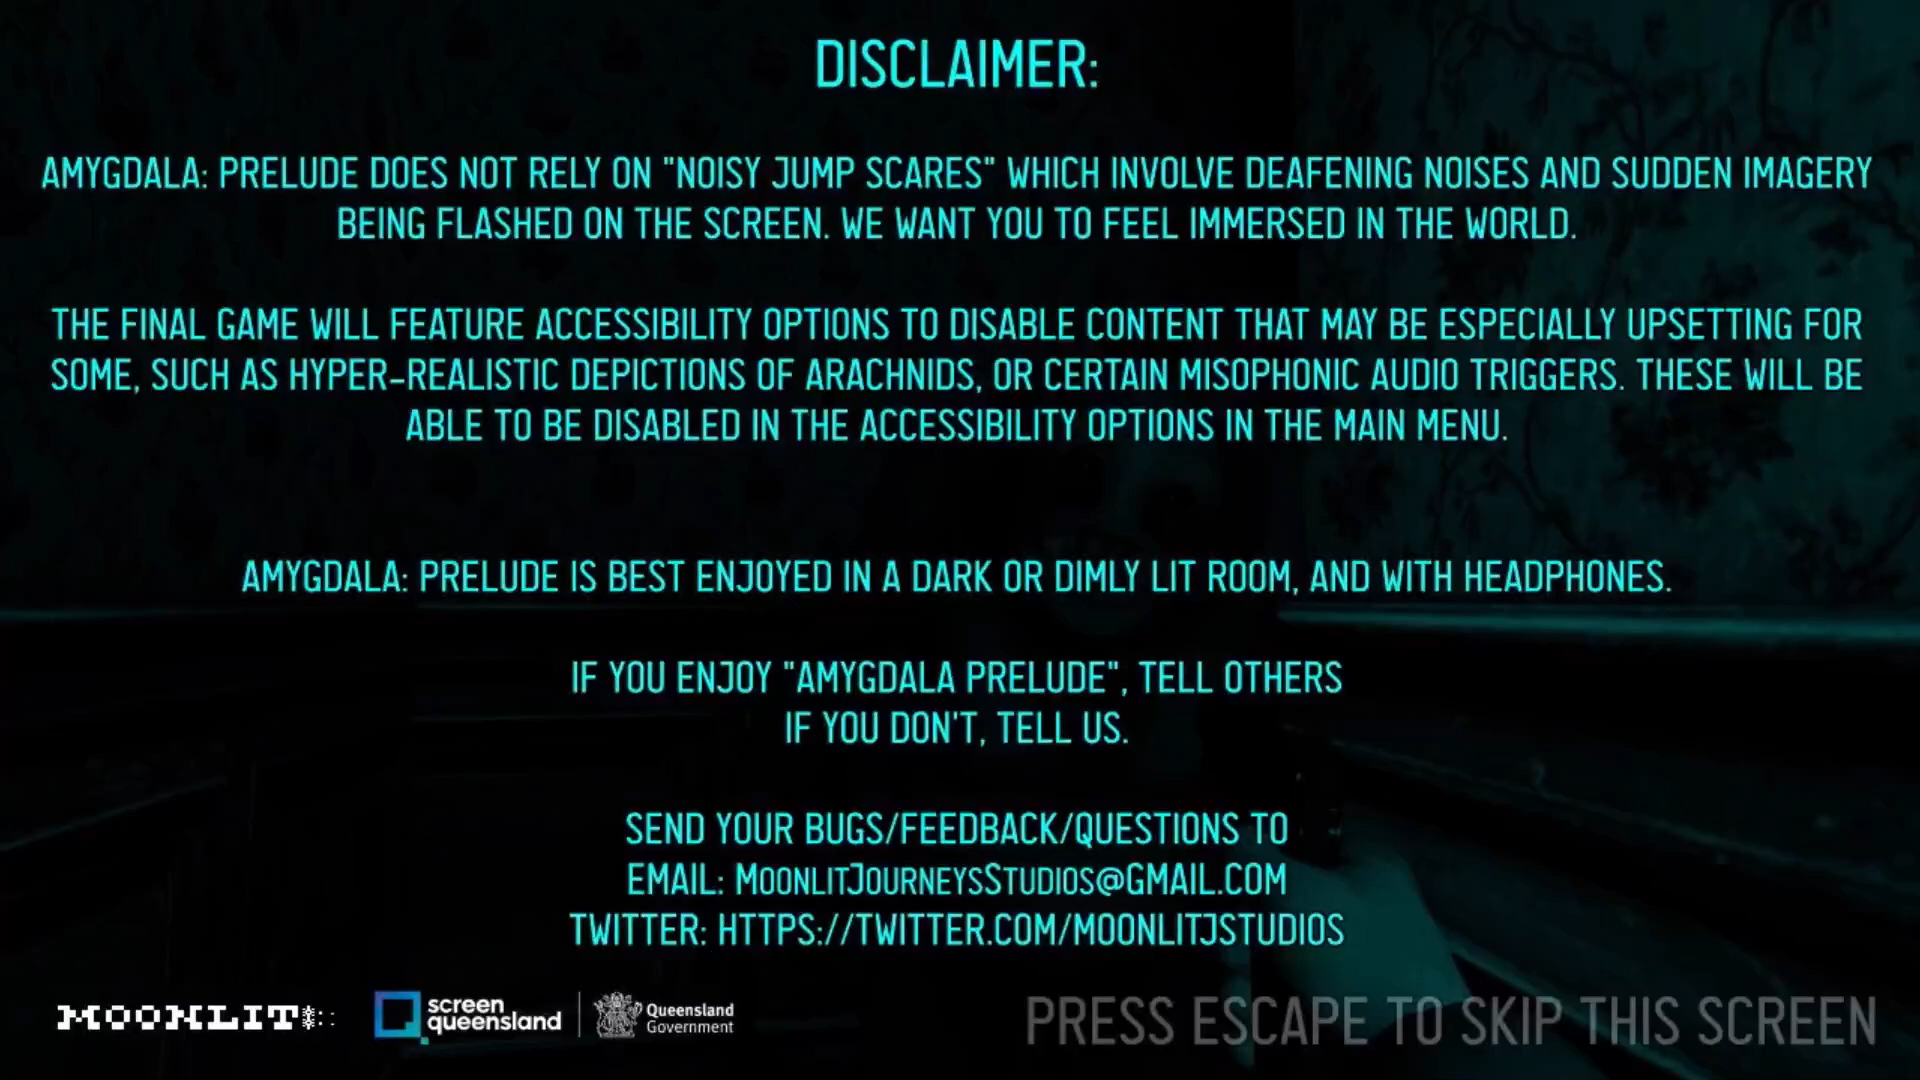 DISCLAIMER:
AMYGDALA: PRELUDE DOES NOT RELY ON "NOISY JUMP SCARES" WHICH INVOLVE DEAFENING NOISES AND SUDDEN IMAGERY
BEING FLASHED ON THE SCREEN. WE WANT YOU TO FEEL IMMERSED IN THE WORLD.
THE FINAL GAME WILL FEATURE ACCESSIBILITY OPTIONS TO DISABLE CONTENT THAT MAY BE ESPECIALLY UPSETTING FOR
SOME, SUCH AS HYPER-REALISTIC DEPICTIONS OF ARACHNIDS, OR CERTAIN MISOPHONIC AUDIO TRIGGERS. THESE WILL BE
ABLE TO BE DISABLED IN THE ACCESSIBILITY OPTIONS IN THE MAIN MENU.
AMYGDALA: PRELUDE IS BEST ENJOYED IN A DARK OR DIMLY LIT ROOM, AND WITH HEADPHONES.
IF YOU ENJOY "AMYGDALA PRELUDE", TELL OTHERS
IF YOU DON'T, TELL US.
SEND YOUR BUGS/FEEDBACK/QUESTIONS TO
EMAIL: MOONLITJOURNEYSSTUDIOS@GMAIL.COM
TWITTER: HTTPS://TWITTER.COM/MOONLITJSTUDIOS
MOONLIT
screen
queensland
Queensland
Government
PRESS ESCAPE TO SKIP THIS SCREEN